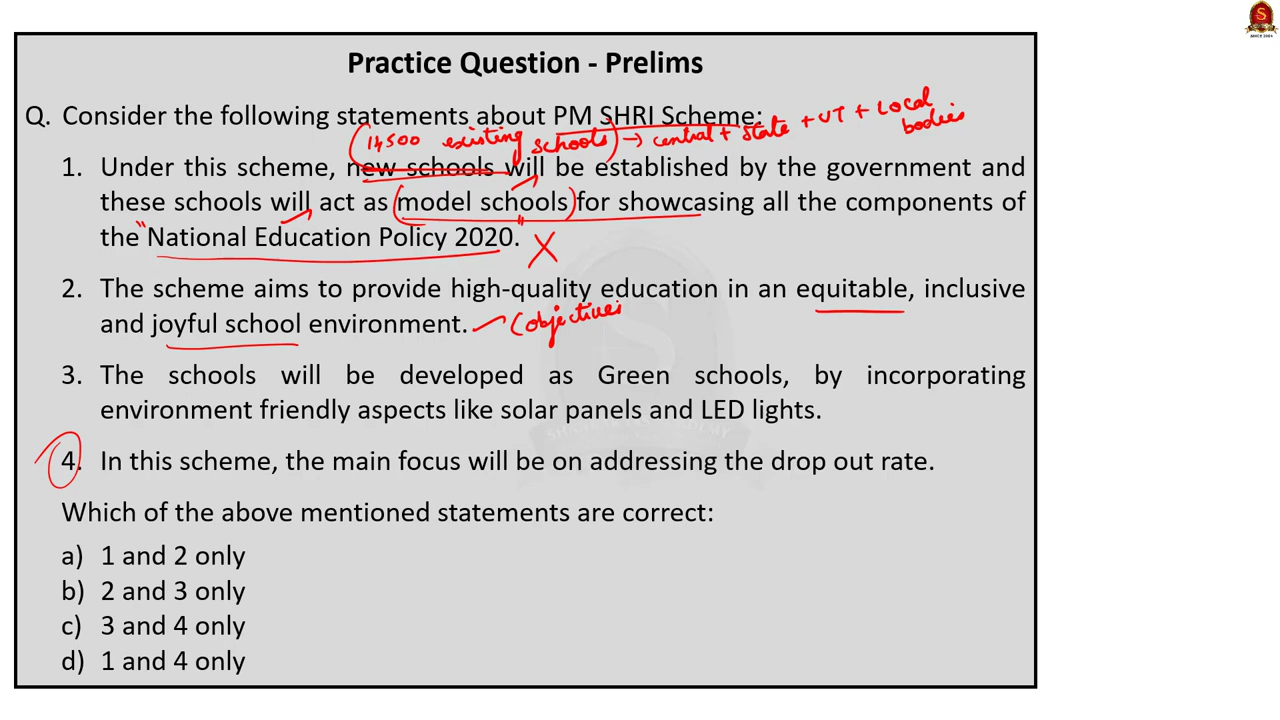 S
SINCE 2004
Practice Question - Prelims
Q. Consider the following statements about PM SHRI Scheme:
(14,500 existing schools) → central + state + UT + Local bodies
1. Under this scheme, new schools will be established by the government and
these schools will act as (model schools) for showcasing all the components of
the "National Education Policy 2020." X
2. The scheme aims to provide high-quality education in an equitable, inclusive
and joyful school environment. (objectives
3. The schools will be developed as Green schools, by incorporating
environment friendly aspects like solar panels and LED lights.
4. In this scheme, the main focus will be on addressing the drop out rate.
Which of the above mentioned statements are correct:
a) 1 and 2 only
b) 2 and 3 only
c) 3 and 4 only
d) 1 and 4 only